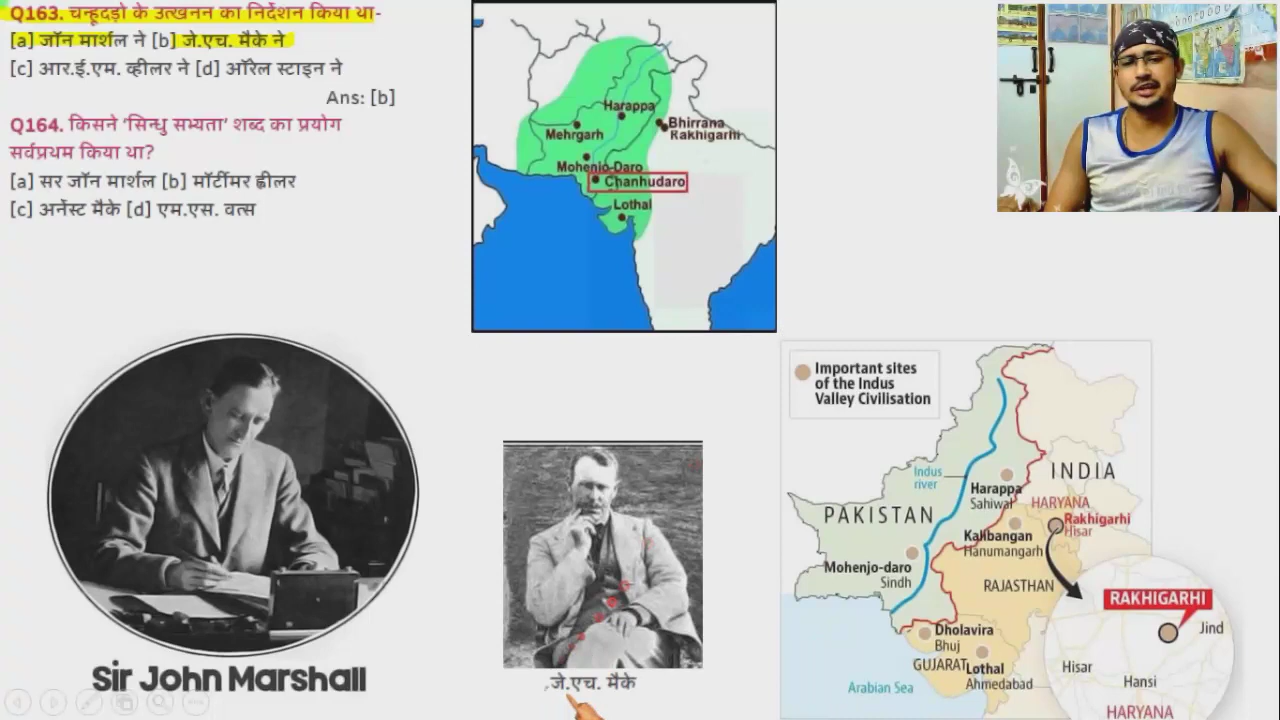 Q163. चन्हूदड़ो के उत्खनन का निर्देशन किया था-
[a] जॉन मार्शल ने [b] जे.एच. मैके ने
[c] आर.ई.एम. व्हीलर ने [d] ऑरेल स्टाइन ने
Ans: [b]
Q164. किसने ‘सिन्धु सभ्यता’ शब्द का प्रयोग
सर्वप्रथम किया था?
[a] सर जॉन मार्शल [b] मॉर्टीमर ह्वीलर
[c] अर्नेस्ट मैके [d] एम.एस. वत्स
Harappa
Mehrgarh
Bhirrana
Rakhigarhi
Mohenjo-Daro
Chanhudaro
Lothal
Sir John Marshall
जे.एच. मैके
Important sites
of the Indus
Valley Civilisation
Indus
river
INDIA
Harappa
Sahiwal
HARYANA
PAKISTAN
Rakhigarhi
Hisar
Kalibangan
Hanumangarh
Mohenjo-daro
Sindh
RAJASTHAN
RAKHIGARHI
Jind
Dholavira
Bhuj
GUJARAT
Lothal
Ahmedabad
Hisar
Hansi
Arabian Sea
HARYANA